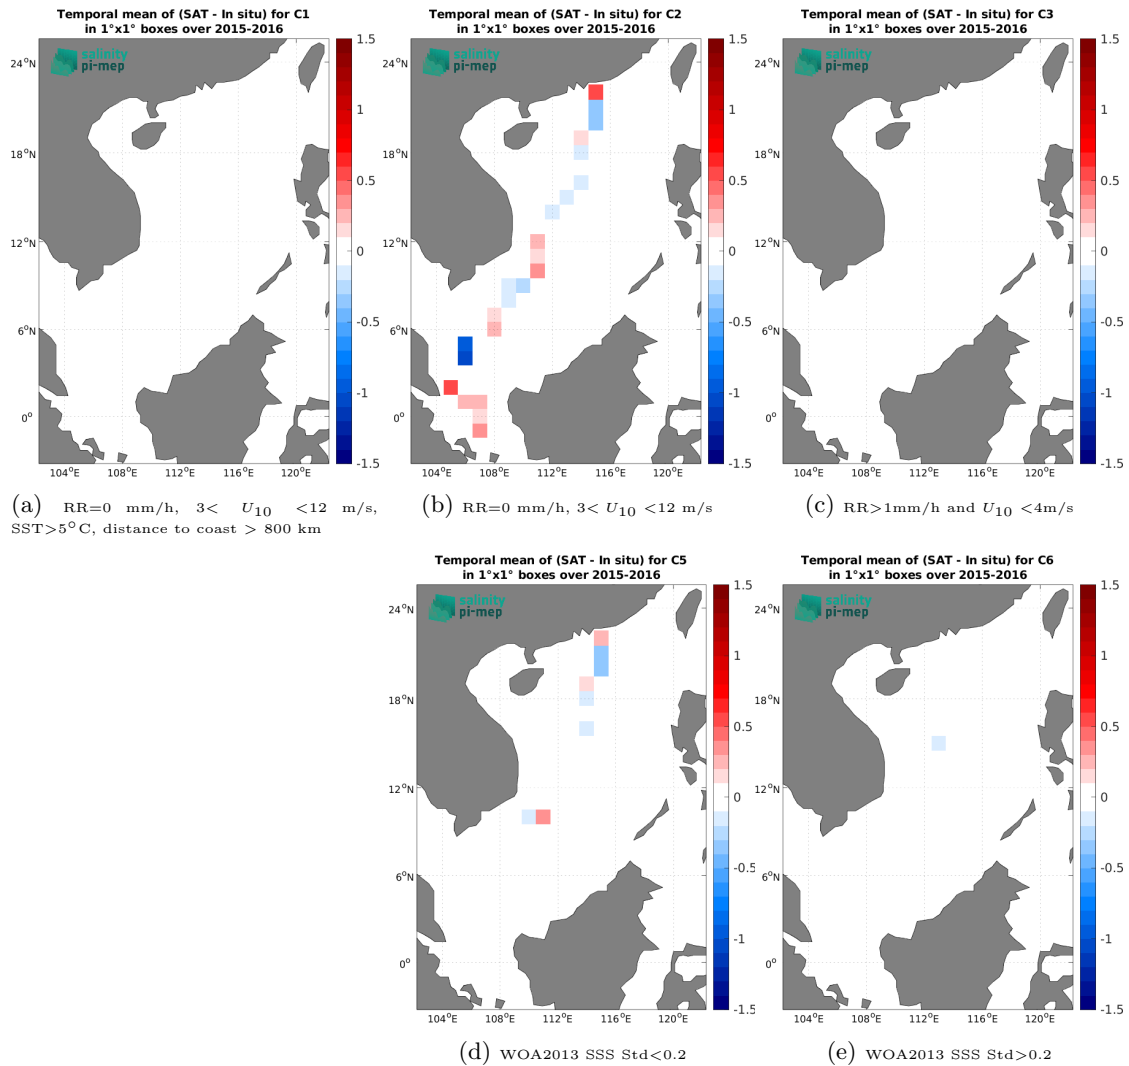 Temporal mean of (SAT - In situ) for C1
in 1°x1° boxes over 2015-2016
salinity
pi-mep
24°N
18°N
12°N
6°N
0°
104°E 108°E 112°E 116°E 120°E
1.5
1
0.5
0
-0.5
-1
-1.5
(a) RR=0 mm/h, 3< U10 <12 m/s,
SST>5°C, distance to coast > 800 km
Temporal mean of (SAT - In situ) for C2
in 1°x1° boxes over 2015-2016
salinity
pi-mep
24°N
18°N
12°N
6°N
0°
104°E 108°E 112°E 116°E 120°E
1.5
1
0.5
0
-0.5
-1
-1.5
(b) RR=0 mm/h, 3< U10 <12 m/s
Temporal mean of (SAT - In situ) for C3
in 1°x1° boxes over 2015-2016
salinity
pi-mep
24°N
18°N
12°N
6°N
0°
104°E 108°E 112°E 116°E 120°E
1.5
1
0.5
0
-0.5
-1
-1.5
(c) RR>1mm/h and U10 <4m/s
Temporal mean of (SAT - In situ) for C5
in 1°x1° boxes over 2015-2016
salinity
pi-mep
24°N
18°N
12°N
6°N
0°
104°E 108°E 112°E 116°E 120°E
1.5
1
0.5
0
-0.5
-1
-1.5
(d) WOA2013 SSS Std<0.2
Temporal mean of (SAT - In situ) for C6
in 1°x1° boxes over 2015-2016
salinity
pi-mep
24°N
18°N
12°N
6°N
0°
104°E 108°E 112°E 116°E 120°E
1.5
1
0.5
0
-0.5
-1
-1.5
(e) WOA2013 SSS Std>0.2